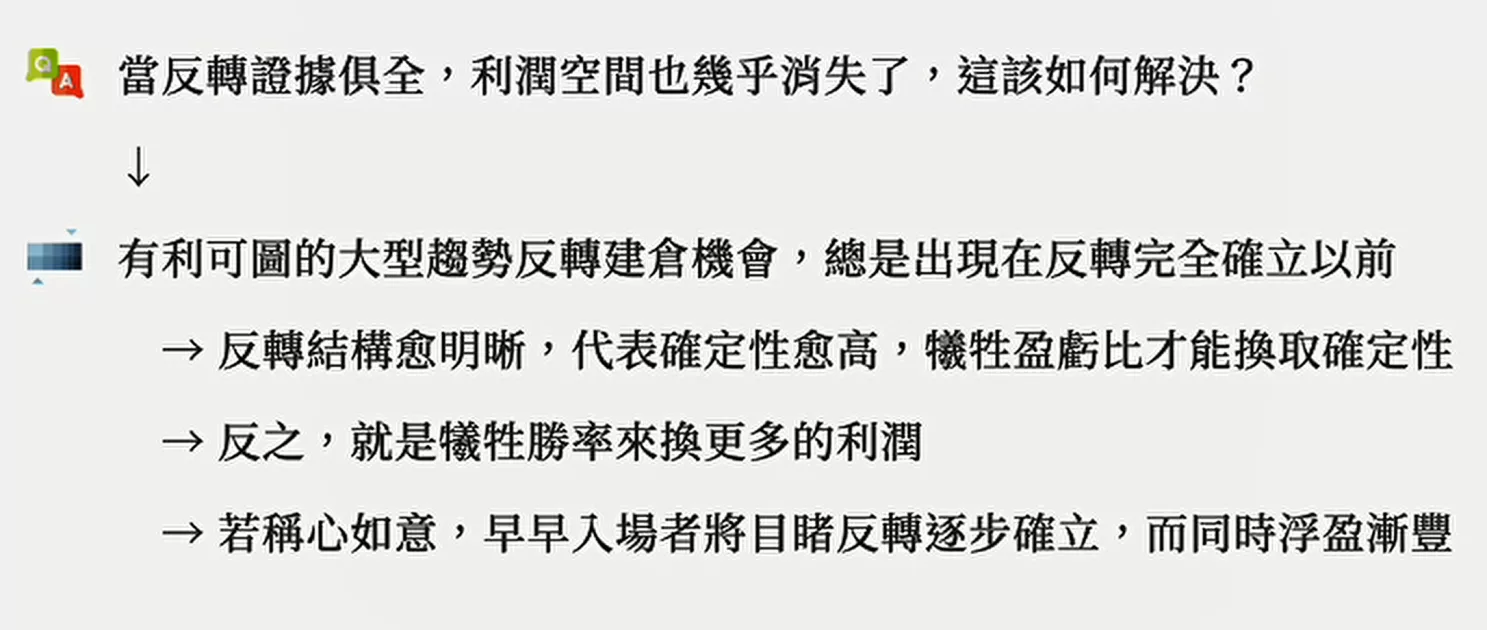 Q A 當反轉證據俱全，利潤空間也幾乎消失了，這該如何解決？
↓
有利可圖的大型趨勢反轉建倉機會，總是出現在反轉完全確立以前
→ 反轉結構愈明晰，代表確定性愈高，犧牲盈虧比才能換取確定性
→ 反之，就是犧牲勝率來換更多的利潤
→ 若稱心如意，早早入場者將目睹反轉逐步確立，而同時浮盈漸豐